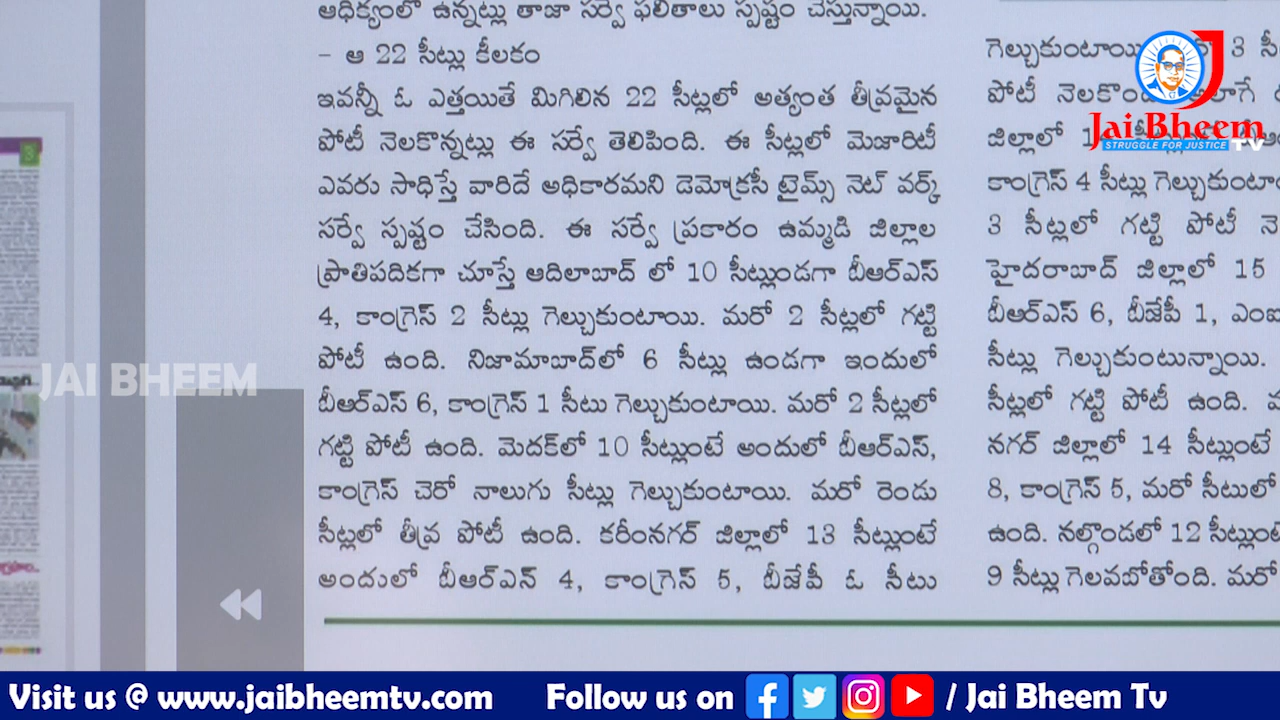 ఆధిక్యంలో ఉన్నట్లు తాజా సర్వే ఫలితాలు స్పష్టం చేస్తున్నాయి.
- ఆ 22 సీట్లు కీలకం
ఇవన్నీ ఓ ఎత్తయితే మిగిలిన 22 సీట్లలో అత్యంత తీవ్రమైన
పోటీ నెలకొన్నట్లు ఈ సర్వే తెలిపింది. ఈ సీట్లలో మెజారిటీ
ఎవరు సాధిస్తే వారిదే అధికారమని డెమోక్రసీ టైమ్స్ నెట్ వర్క్
సర్వే స్పష్టం చేసింది. ఈ సర్వే ప్రకారం ఉమ్మడి జిల్లాల
ప్రాతిపదికగా చూస్తే ఆదిలాబాద్ లో 10 సీట్లుండగా బీఆర్ఎస్
4, కాంగ్రెస్ 2 సీట్లు గెల్చుకుంటాయి. మరో 2 సీట్లలో గట్టి
పోటీ ఉంది. నిజామాబాద్‌లో 6 సీట్లు ఉండగా ఇందులో
బీఆర్ఎస్ 6, కాంగ్రెస్ 1 సీటు గెల్చుకుంటాయి. మరో 2 సీట్లలో
గట్టి పోటీ ఉంది. మెదక్‌లో 10 సీట్లుంటే అందులో బీఆర్ఎస్,
కాంగ్రెస్ చెరో నాలుగు సీట్లు గెల్చుకుంటాయి. మరో రెండు
సీట్లలో తీవ్ర పోటీ ఉంది. కరీంనగర్ జిల్లాలో 13 సీట్లుంటే
అందులో బీఆర్ఎస్ 4, కాంగ్రెస్ 5, బీజేపీ ఓ సీటు
3
పోటీ
జిల్లాలో
కాంగ్రెస్ 4 సీట్లు
3 సీట్లలో గట్టి పోటీ
హైదరాబాద్ జిల్లాలో 15
బీఆర్ఎస్ 6, బీజేపీ 1,
సీట్లు గెల్చుకుంటున్నాయి.
సీట్లలో గట్టి పోటీ ఉంది.
నగర్ జిల్లాలో 14 సీట్లుంటే
8, కాంగ్రెస్ 5, మరో సీటులో
ఉంది. నల్గొండలో 12
9 సీట్లు గెలవబోతోంది. మరో
Jai Bheem
STRUGGLE FOR JUSTICE TV
JAI BHEEM
Visit us @ www.jaibheemtv.com Follow us on / Jai Bheem Tv